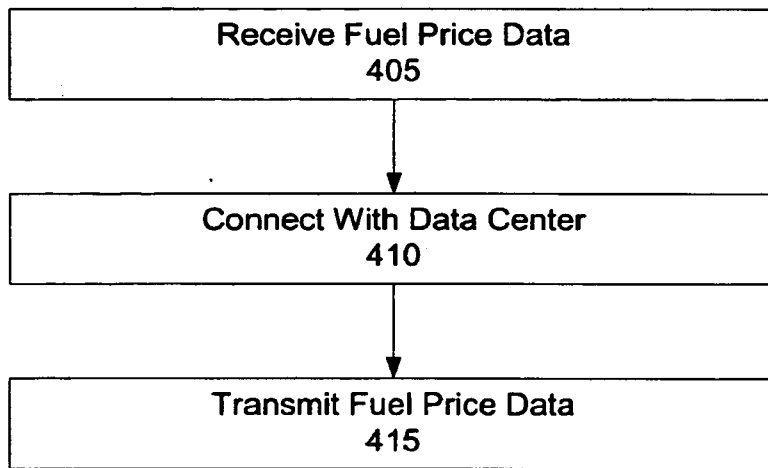 Receive Fuel Price Data
405
Connect With Data Center
410
Transmit Fuel Price Data
415